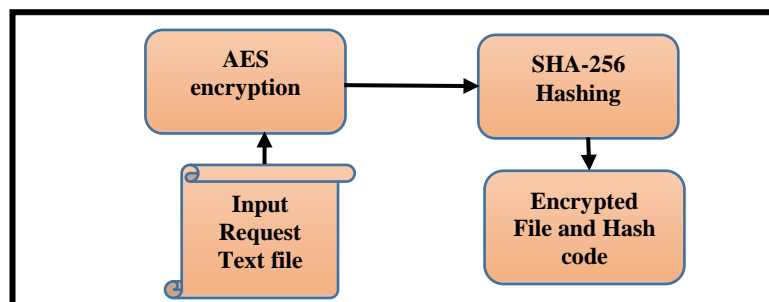 AES
encryption
SHA-256
Hashing
Input
Request
Text file
Encrypted
File and Hash
code